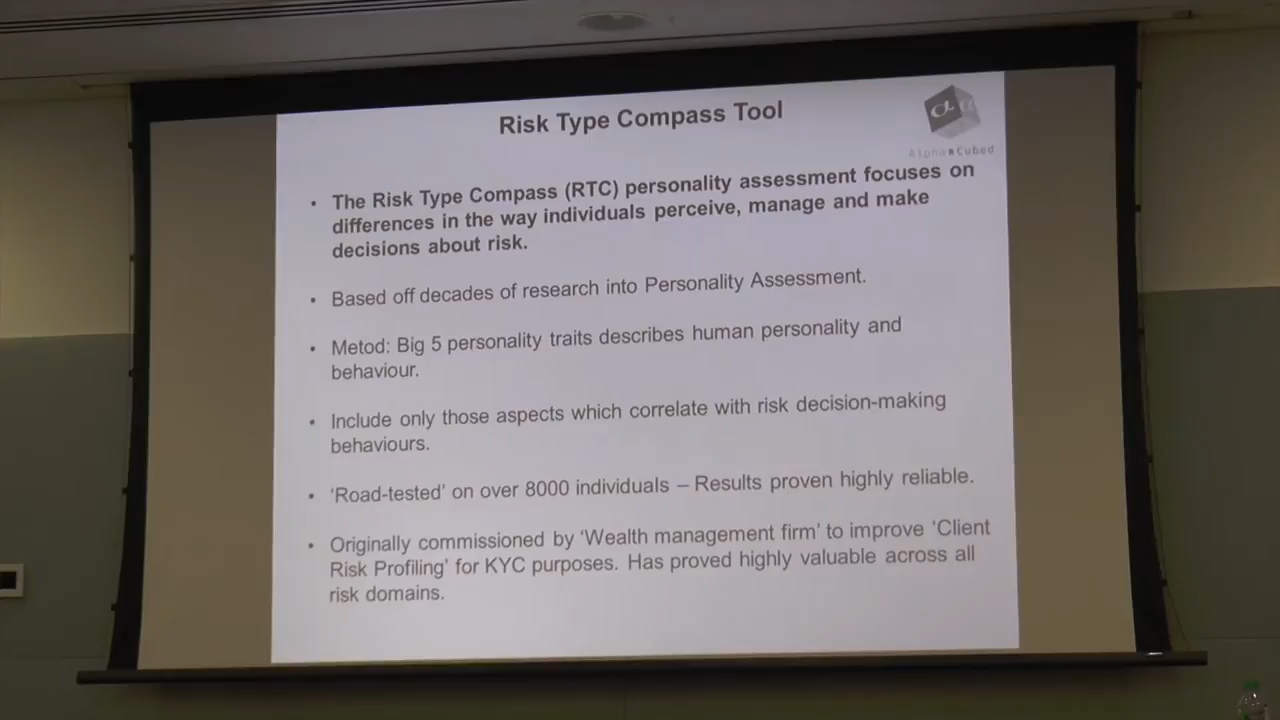 Risk Type Compass Tool
Alpha Cubed
• The Risk Type Compass (RTC) personality assessment focuses on
differences in the way individuals perceive, manage and make
decisions about risk.
• Based off decades of research into Personality Assessment.
• Metod: Big 5 personality traits describes human personality and
behaviour.
• Include only those aspects which correlate with risk decision-making
behaviours.
• ‘Road-tested’ on over 8000 individuals – Results proven highly reliable.
• Originally commissioned by ‘Wealth management firm’ to improve ‘Client
Risk Profiling’ for KYC purposes. Has proved highly valuable across all
risk domains.